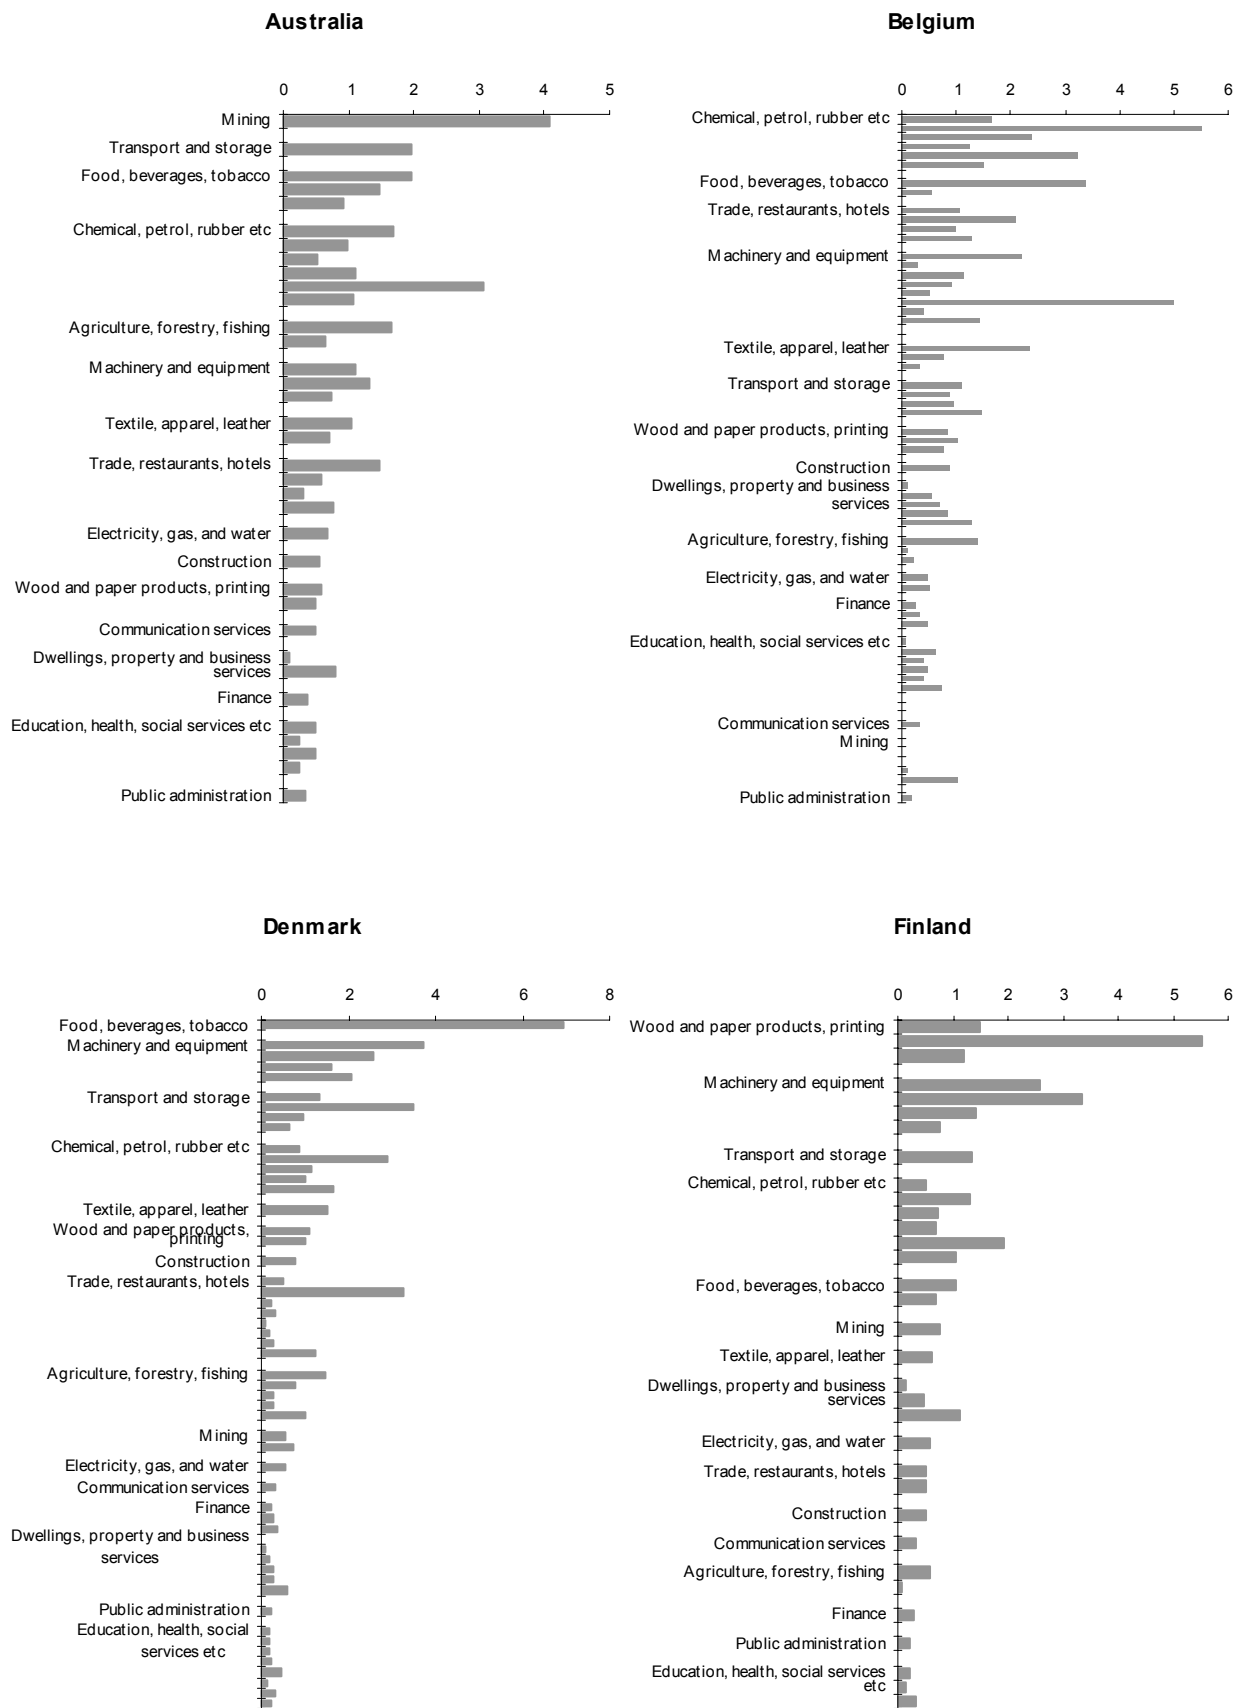 Australia
0 1 2 3 4 5
Mining
Transport and storage
Food, beverages, tobacco
Chemical, petrol, rubber etc
Agriculture, forestry, fishing
Machinery and equipment
Textile, apparel, leather
Trade, restaurants, hotels
Electricity, gas, and water
Construction
Wood and paper products, printing
Communication services
Dwellings, property and business
services
Finance
Education, health, social services etc
Public administration
Belgium
0 1 2 3 4 5 6
Chemical, petrol, rubber etc
Food, beverages, tobacco
Trade, restaurants, hotels
Machinery and equipment
Textile, apparel, leather
Transport and storage
Wood and paper products, printing
Construction
Dwellings, property and business
services
Agriculture, forestry, fishing
Electricity, gas, and water
Finance
Education, health, social services etc
Communication services
Mining
Public administration
Denmark
0 2 4 6 8
Food, beverages, tobacco
Machinery and equipment
Transport and storage
Chemical, petrol, rubber etc
Textile, apparel, leather
Wood and paper products,
printing
Construction
Trade, restaurants, hotels
Agriculture, forestry, fishing
Mining
Electricity, gas, and water
Communication services
Finance
Dwellings, property and business
services
Public administration
Education, health, social
services etc
Finland
0 1 2 3 4 5 6
Wood and paper products, printing
Machinery and equipment
Transport and storage
Chemical, petrol, rubber etc
Food, beverages, tobacco
Mining
Textile, apparel, leather
Dwellings, property and business
services
Electricity, gas, and water
Trade, restaurants, hotels
Construction
Communication services
Agriculture, forestry, fishing
Finance
Public administration
Education, health, social services
etc